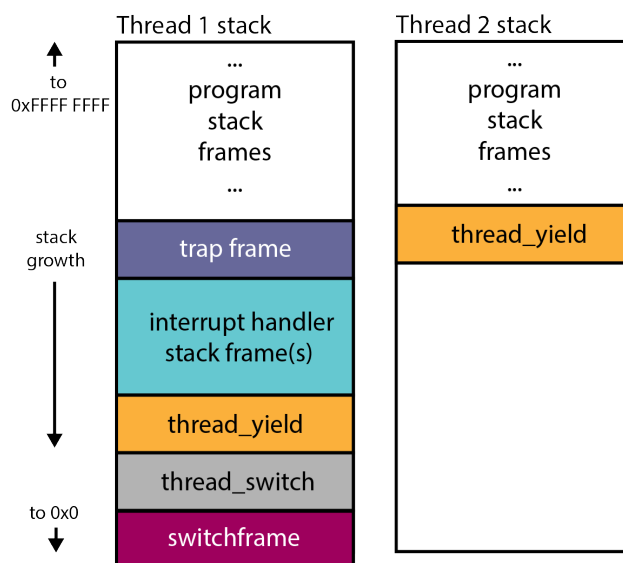 Thread 1 stack
Thread 2 stack
to
0xFFFF FFFF
...
program
stack
frames
...
...
program
stack
frames
...
stack
growth
trap frame
thread_yield
interrupt handler
stack frame(s)
thread_yield
thread_switch
to 0x0
switchframe